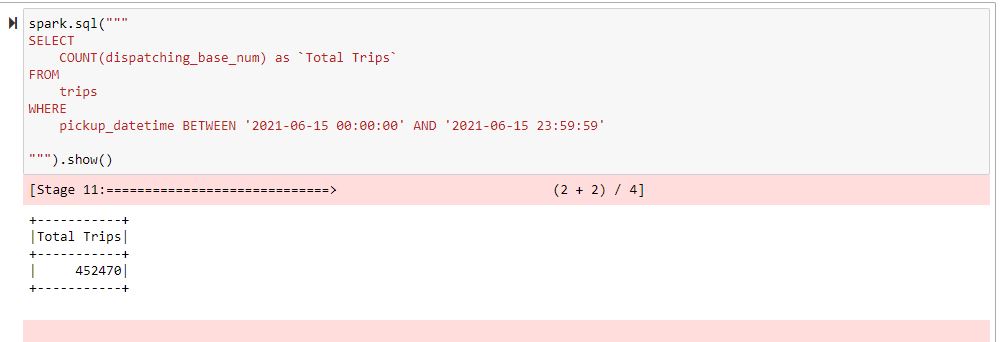 spark.sql("""
SELECT
    COUNT(dispatching_base_num) as `Total Trips`
FROM
    trips
WHERE
    pickup_datetime BETWEEN '2021-06-15 00:00:00' AND '2021-06-15 23:59:59'
""").show()
[Stage 11:=============================>                            (2 + 2) / 4]
+-----------+
|Total Trips|
+-----------+
|     452470|
+-----------+